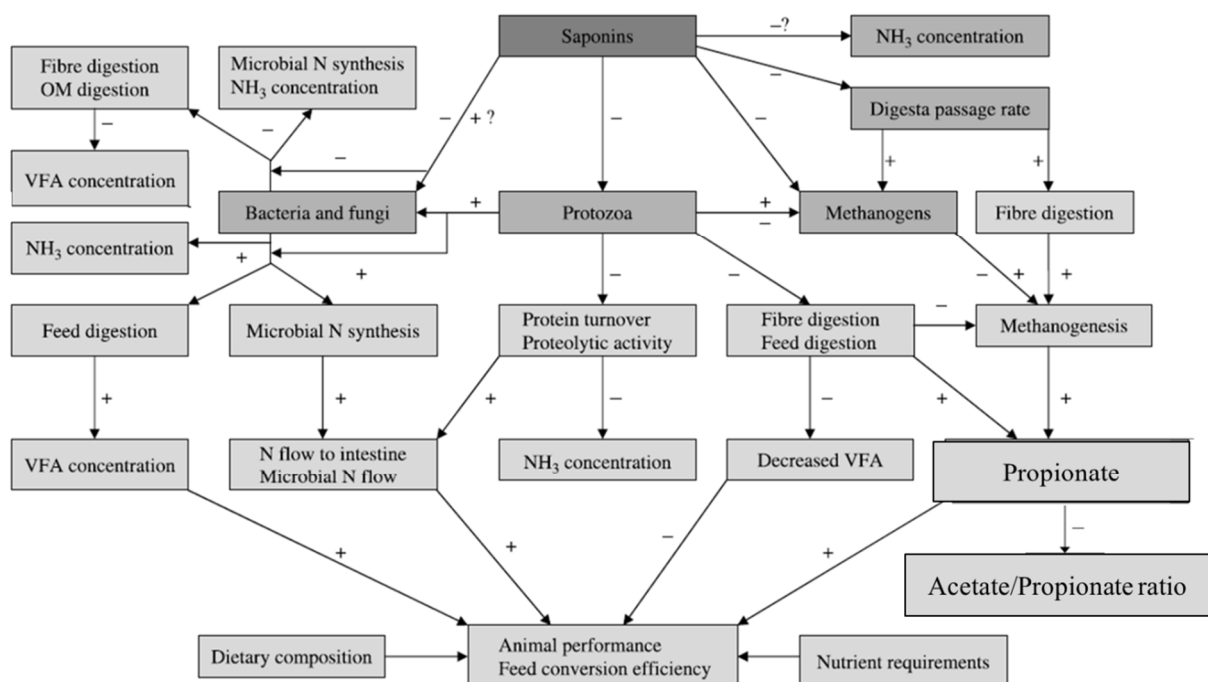 Saponins
–?
NH₃ concentration
Fibre digestion
OM digestion
Microbial N synthesis
NH₃ concentration
–
Digesta passage rate
–
–
–
–
+ ?
–
–
+
+
–
VFA concentration
Bacteria and fungi
+
Protozoa
+
–
Methanogens
Fibre digestion
NH₃ concentration
+
+
–
–
–
+
+
Feed digestion
Microbial N synthesis
Protein turnover
Proteolytic activity
Fibre digestion
Feed digestion
–
Methanogenesis
+
+
+
–
–
+
+
VFA concentration
N flow to intestine
Microbial N flow
NH₃ concentration
Decreased VFA
Propionate
+
+
–
+
–
Acetate/Propionate ratio
Dietary composition
Animal performance
Feed conversion efficiency
Nutrient requirements